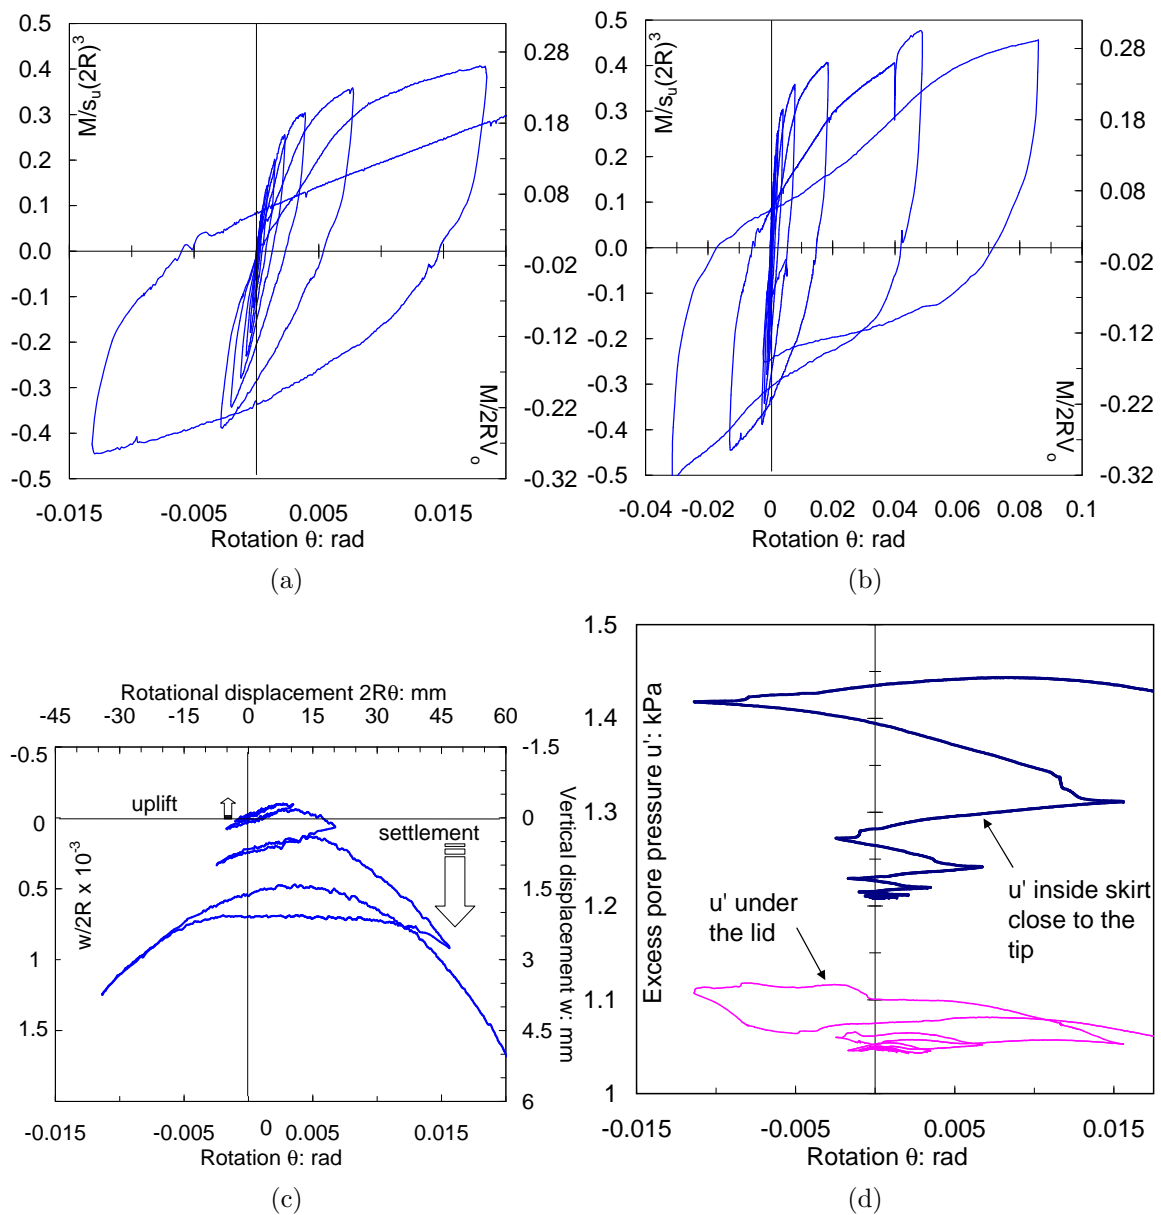 0.5
0.4
0.3
0.2
0.1
0.0
-0.1
-0.2
-0.3
-0.4
-0.5
M/s_u(2R)^3
0.28
0.18
0.08
-0.02
-0.12
-0.22
-0.32
M/2RV_o
-0.015 -0.005 0.005 0.015
Rotation θ: rad
(a)
0.5
0.4
0.3
0.2
0.1
0.0
-0.1
-0.2
-0.3
-0.4
-0.5
M/s_u(2R)^3
0.28
0.18
0.08
-0.02
-0.12
-0.22
-0.32
M/2RV_o
-0.04 -0.02 0 0.02 0.04 0.06 0.08 0.1
Rotation θ: rad
(b)
Rotational displacement 2Rθ: mm
-45 -30 -15 0 15 30 45 60
-0.5
0
0.5
1
1.5
w/2R x 10^-3
uplift
settlement
-1.5
0
1.5
3
4.5
6
Vertical displacement w: mm
-0.015 -0.005 0 0.005 0.015
Rotation θ: rad
(c)
1.5
1.4
1.3
1.2
1.1
1
Excess pore pressure u': kPa
u' under
the lid
u' inside skirt
close to the
tip
-0.015 -0.005 0.005 0.015
Rotation θ: rad
(d)